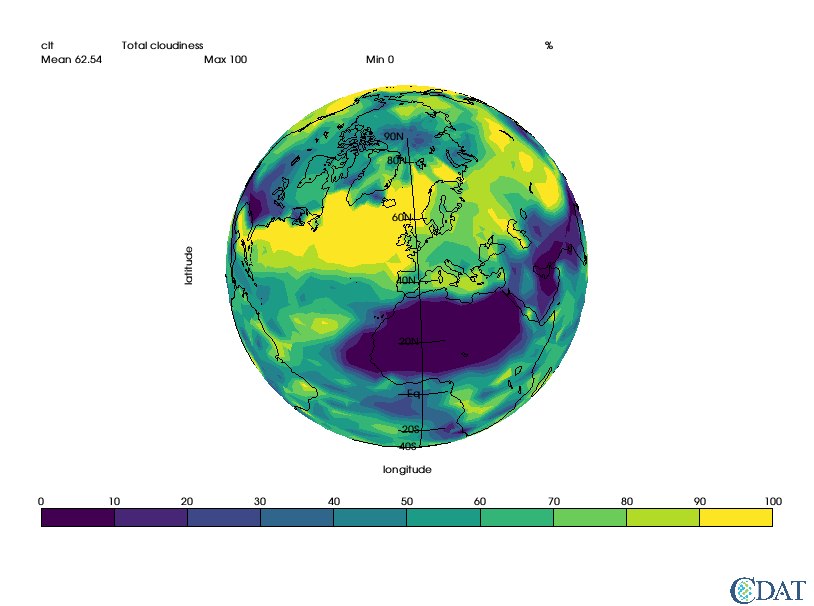 clt Total cloudiness %
Mean 62.54 Max 100 Min 0
90N
80N
60N
40N
20N
Eq
20S
40S
latitude
longitude
0 10 20 30 40 50 60 70 80 90 100
CDAT